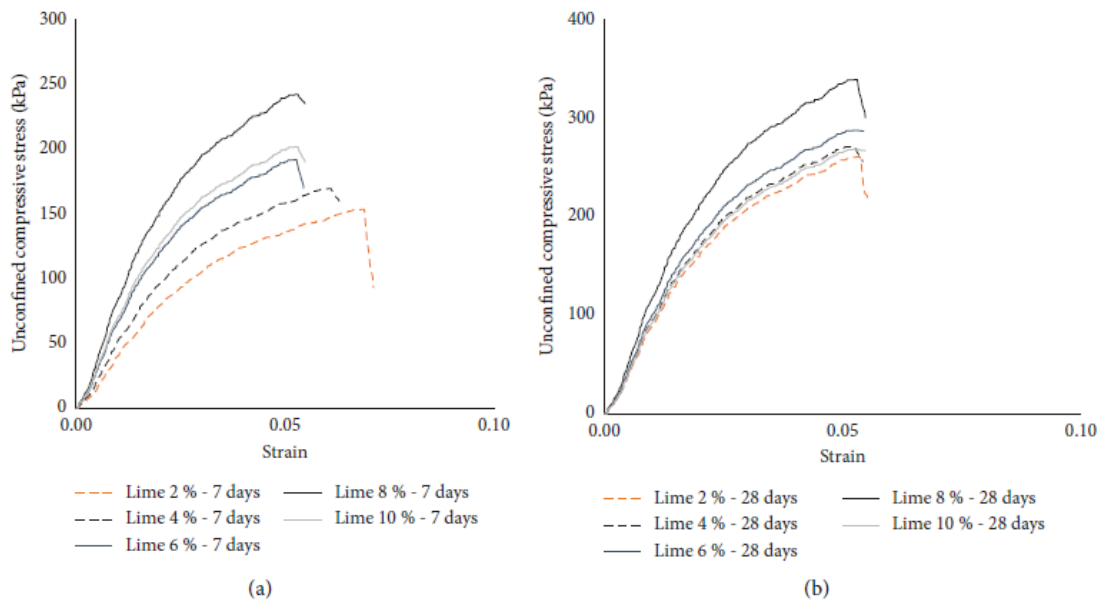 300
250
200
150
100
50
0
Unconfined compressive stress (kPa)
0.00
0.05
0.10
Strain
Lime 2 % - 7 days
Lime 4 % - 7 days
Lime 6 % - 7 days
Lime 8 % - 7 days
Lime 10 % - 7 days
(a)
400
300
200
100
0
Unconfined compressive stress (kPa)
0.00
0.05
0.10
Strain
Lime 2 % - 28 days
Lime 4 % - 28 days
Lime 6 % - 28 days
Lime 8 % - 28 days
Lime 10 % - 28 days
(b)